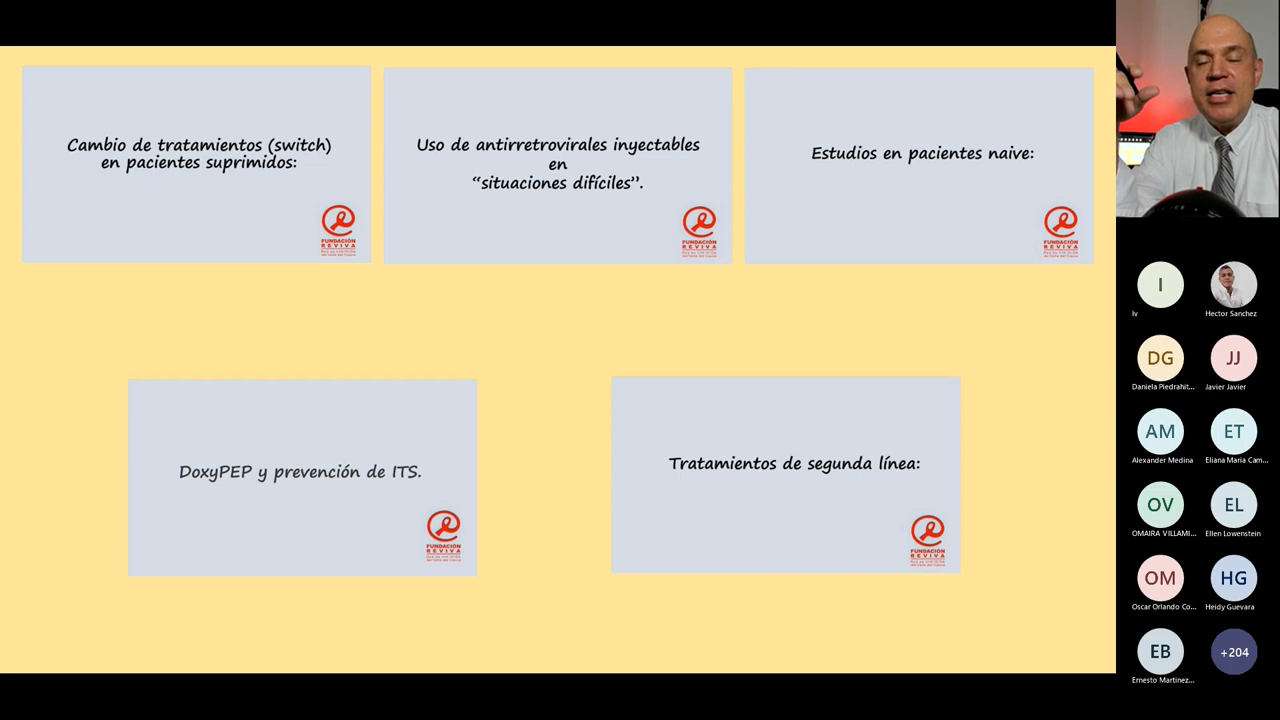 Cambio de tratamientos (switch)
en pacientes suprimidos:
FUNDACIÓN
REVIVA
Uso de antirretrovirales inyectables
en
“situaciones difíciles”.
FUNDACIÓN
REVIVA
Estudios en pacientes naive:
FUNDACIÓN
REVIVA
DoxyPEP y prevención de ITS.
FUNDACIÓN
REVIVA
Tratamientos de segunda línea:
FUNDACIÓN
REVIVA
I
Iv
Hector Sanchez
DG
Daniela Piedrahit...
JJ
Javier Javier
AM
Alexander Medina
ET
Eliana Maria Cam...
OV
OMAIRA VILLAMI...
EL
Ellen Lowenstein
OM
Oscar Orlando Co...
HG
Heidy Guevara
EB
Ernesto Martinez...
+204